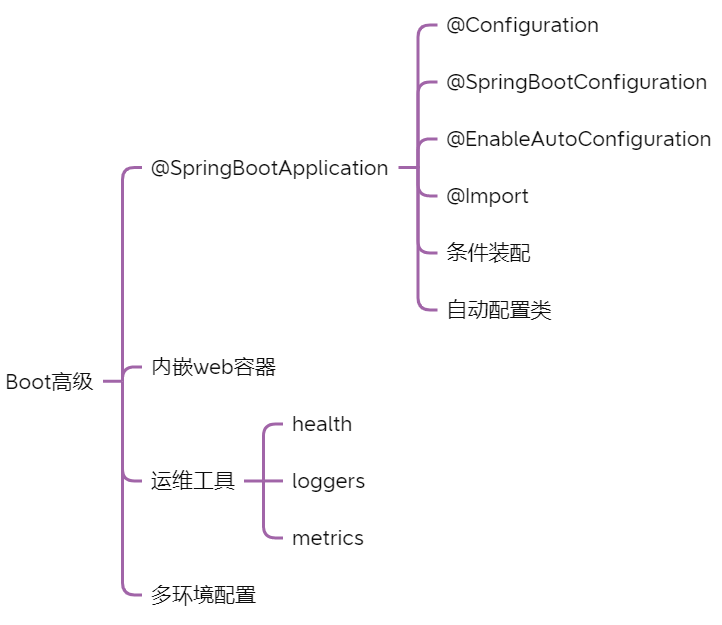 @Configuration
@SpringBootConfiguration
@EnableAutoConfiguration
@SpringBootApplication
@Import
条件装配
自动配置类
内嵌web容器
Boot高级
health
运维工具
loggers
metrics
多环境配置